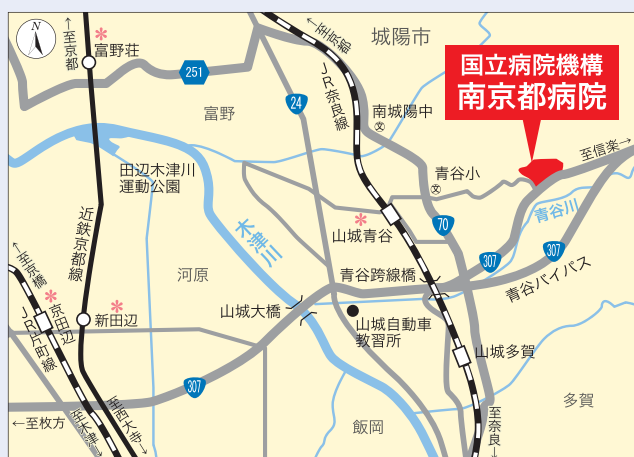 N
←至京都
*
富野荘
251
富野
←至京都
城陽市
JR奈良線
24
南城陽中
文
国立病院機構
南京都病院
至信楽→
青谷小
文
青谷川
田辺木津川
運動公園
近鉄京都線
木津川
*
山城青谷
70
307
307
青谷バイパス
青谷跨線橋
河原
←至京橋
*
京田辺
JR片町線
*
新田辺
山城大橋
山城自動車
教習所
山城多賀
307
多賀
飯岡
←至枚方
至木津→
至西大寺→
至奈良→